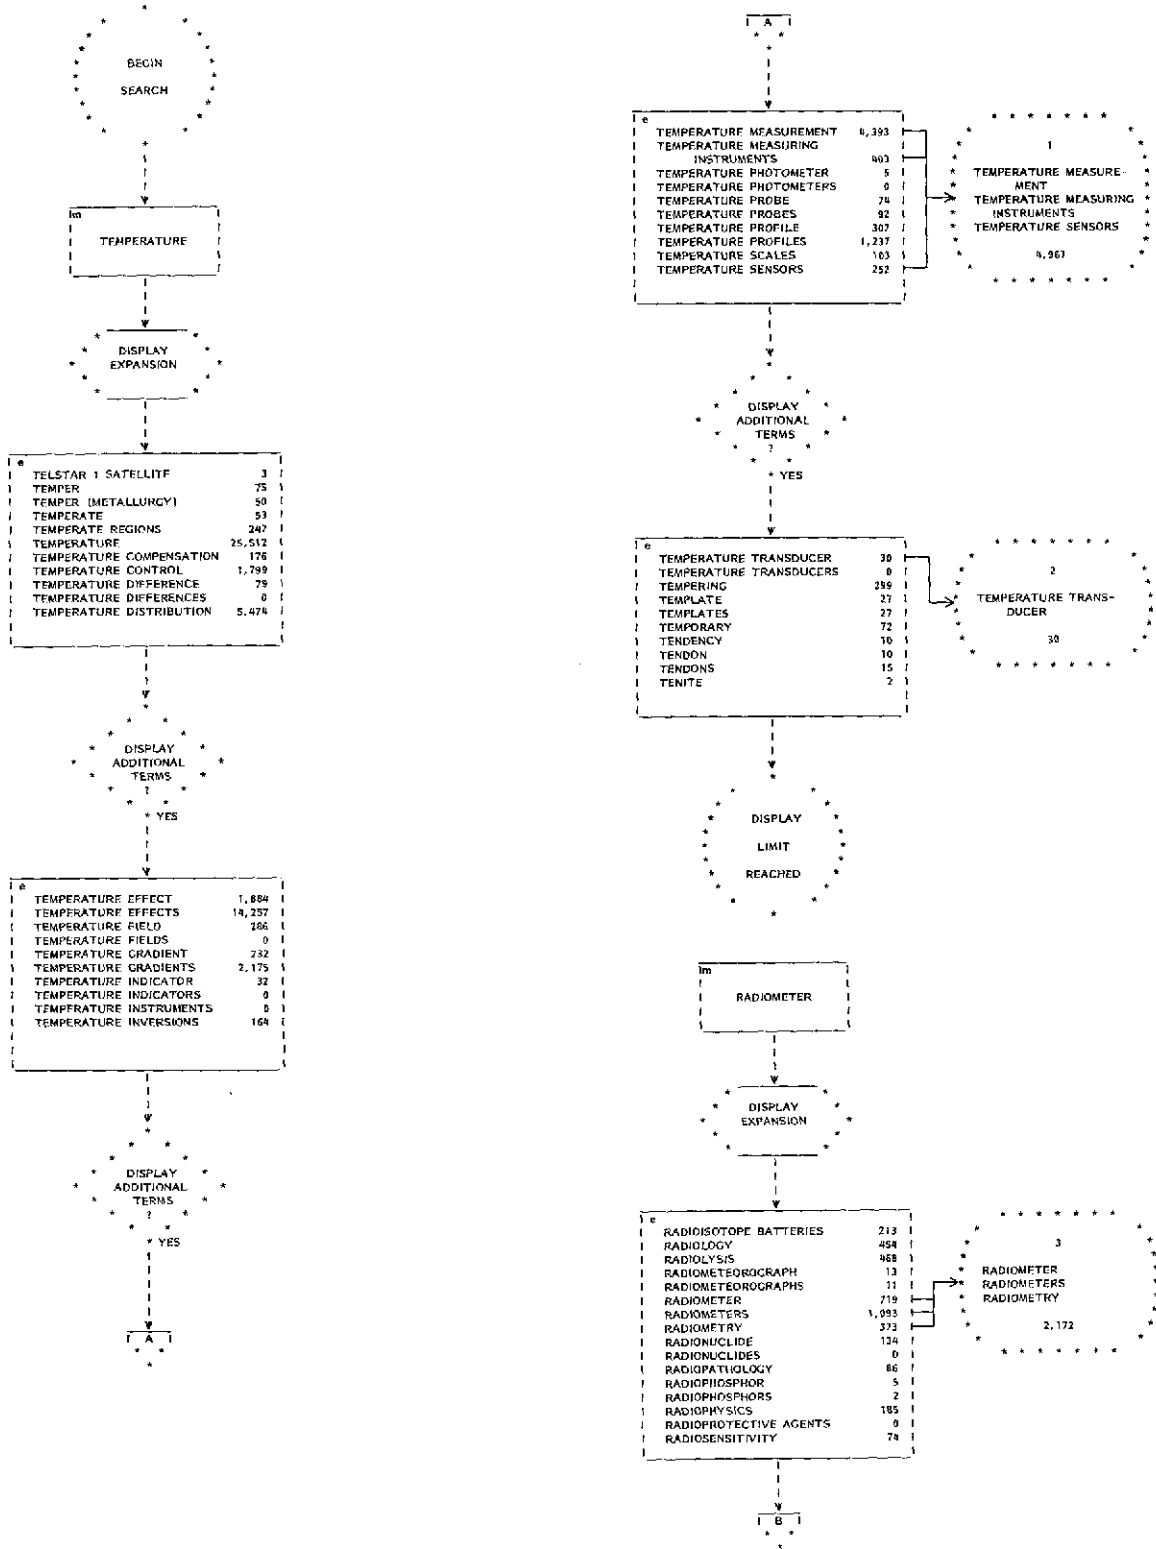 BEGIN
SEARCH
lm
TEMPERATURE
DISPLAY
EXPANSION
e
TELSTAR 1 SATELLITE 3
TEMPER 75
TEMPER (METALLURGY) 50
TEMPERATE 53
TEMPERATE REGIONS 247
TEMPERATURE 25,512
TEMPERATURE COMPENSATION 176
TEMPERATURE CONTROL 1,799
TEMPERATURE DIFFERENCE 79
TEMPERATURE DIFFERENCES 0
TEMPERATURE DISTRIBUTION 5,474
DISPLAY
ADDITIONAL
TERMS
?
YES
e
TEMPERATURE EFFECT 1,884
TEMPERATURE EFFECTS 14,257
TEMPERATURE FIELD 286
TEMPERATURE FIELDS 0
TEMPERATURE GRADIENT 232
TEMPERATURE GRADIENTS 2,175
TEMPERATURE INDICATOR 32
TEMPERATURE INDICATORS 0
TEMPERATURE INSTRUMENTS 0
TEMPERATURE INVERSIONS 164
DISPLAY
ADDITIONAL
TERMS
?
YES
A
A
e
TEMPERATURE MEASUREMENT 4,393
TEMPERATURE MEASURING
INSTRUMENTS 403
TEMPERATURE PHOTOMETER 5
TEMPERATURE PHOTOMETERS 0
TEMPERATURE PROBE 74
TEMPERATURE PROBES 92
TEMPERATURE PROFILE 307
TEMPERATURE PROFILES 1,237
TEMPERATURE SCALES 103
TEMPERATURE SENSORS 252
1
TEMPERATURE MEASURE-
MENT
TEMPERATURE MEASURING
INSTRUMENTS
TEMPERATURE SENSORS
4,967
DISPLAY
ADDITIONAL
TERMS
?
YES
e
TEMPERATURE TRANSDUCER 30
TEMPERATURE TRANSDUCERS 0
TEMPERING 299
TEMPLATE 27
TEMPLATES 27
TEMPORARY 72
TENDENCY 10
TENDON 10
TENDONS 15
TENITE 2
2
TEMPERATURE TRANS-
DUCER
30
DISPLAY
LIMIT
REACHED
lm
RADIOMETER
DISPLAY
EXPANSION
e
RADIOISOTOPE BATTERIES 213
RADIOLOGY 454
RADIOLYSIS 468
RADIOMETEOROGRAPH 13
RADIOMETEOROGRAPHS 11
RADIOMETER 719
RADIOMETERS 1,093
RADIOMETRY 373
RADIONUCLIDE 134
RADIONUCLIDES 0
RADIOPATHOLOGY 86
RADIOPHOSPHOR 5
RADIOPHOSPHORS 2
RADIOPHYSICS 185
RADIOPROTECTIVE AGENTS 0
RADIOSENSITIVITY 74
3
RADIOMETER
RADIOMETERS
RADIOMETRY
2,172
B